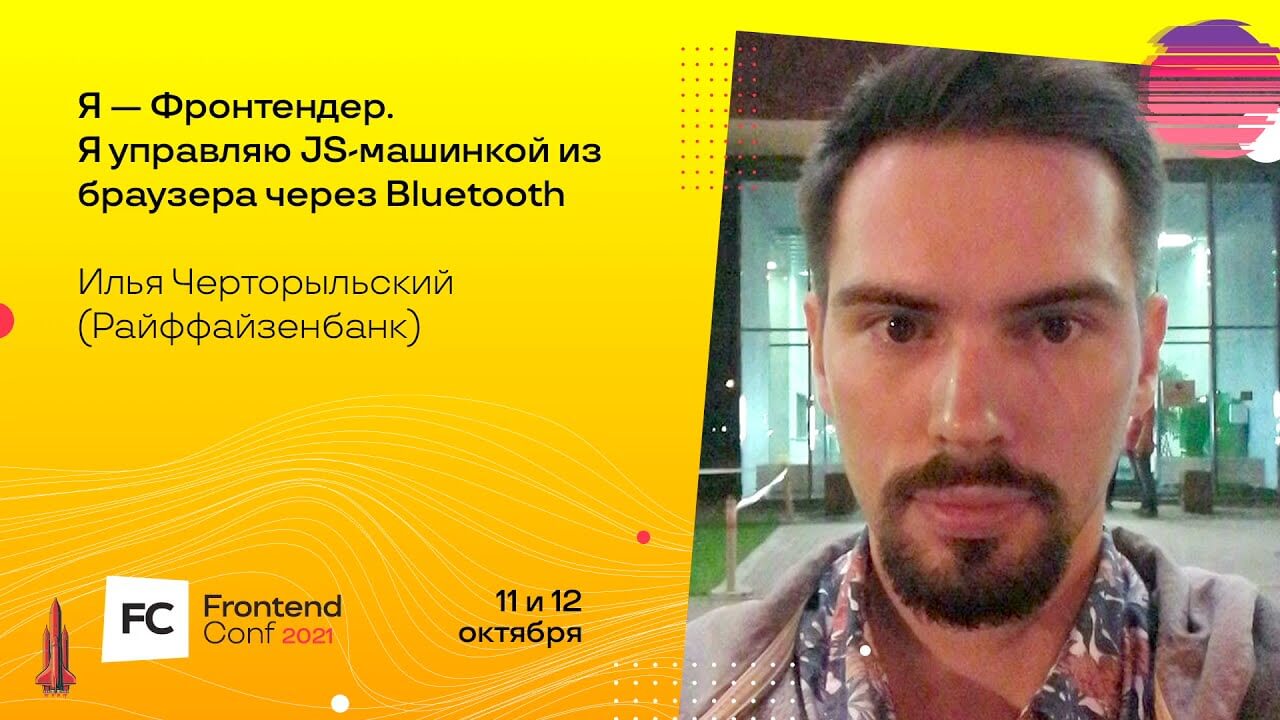 Я — Фронтендер.
Я управляю JS-машинкой из
браузера через Bluetooth
Илья Черторыльский
(Райффайзенбанк)
FC
Frontend
Conf 2021
11 и 12
октября